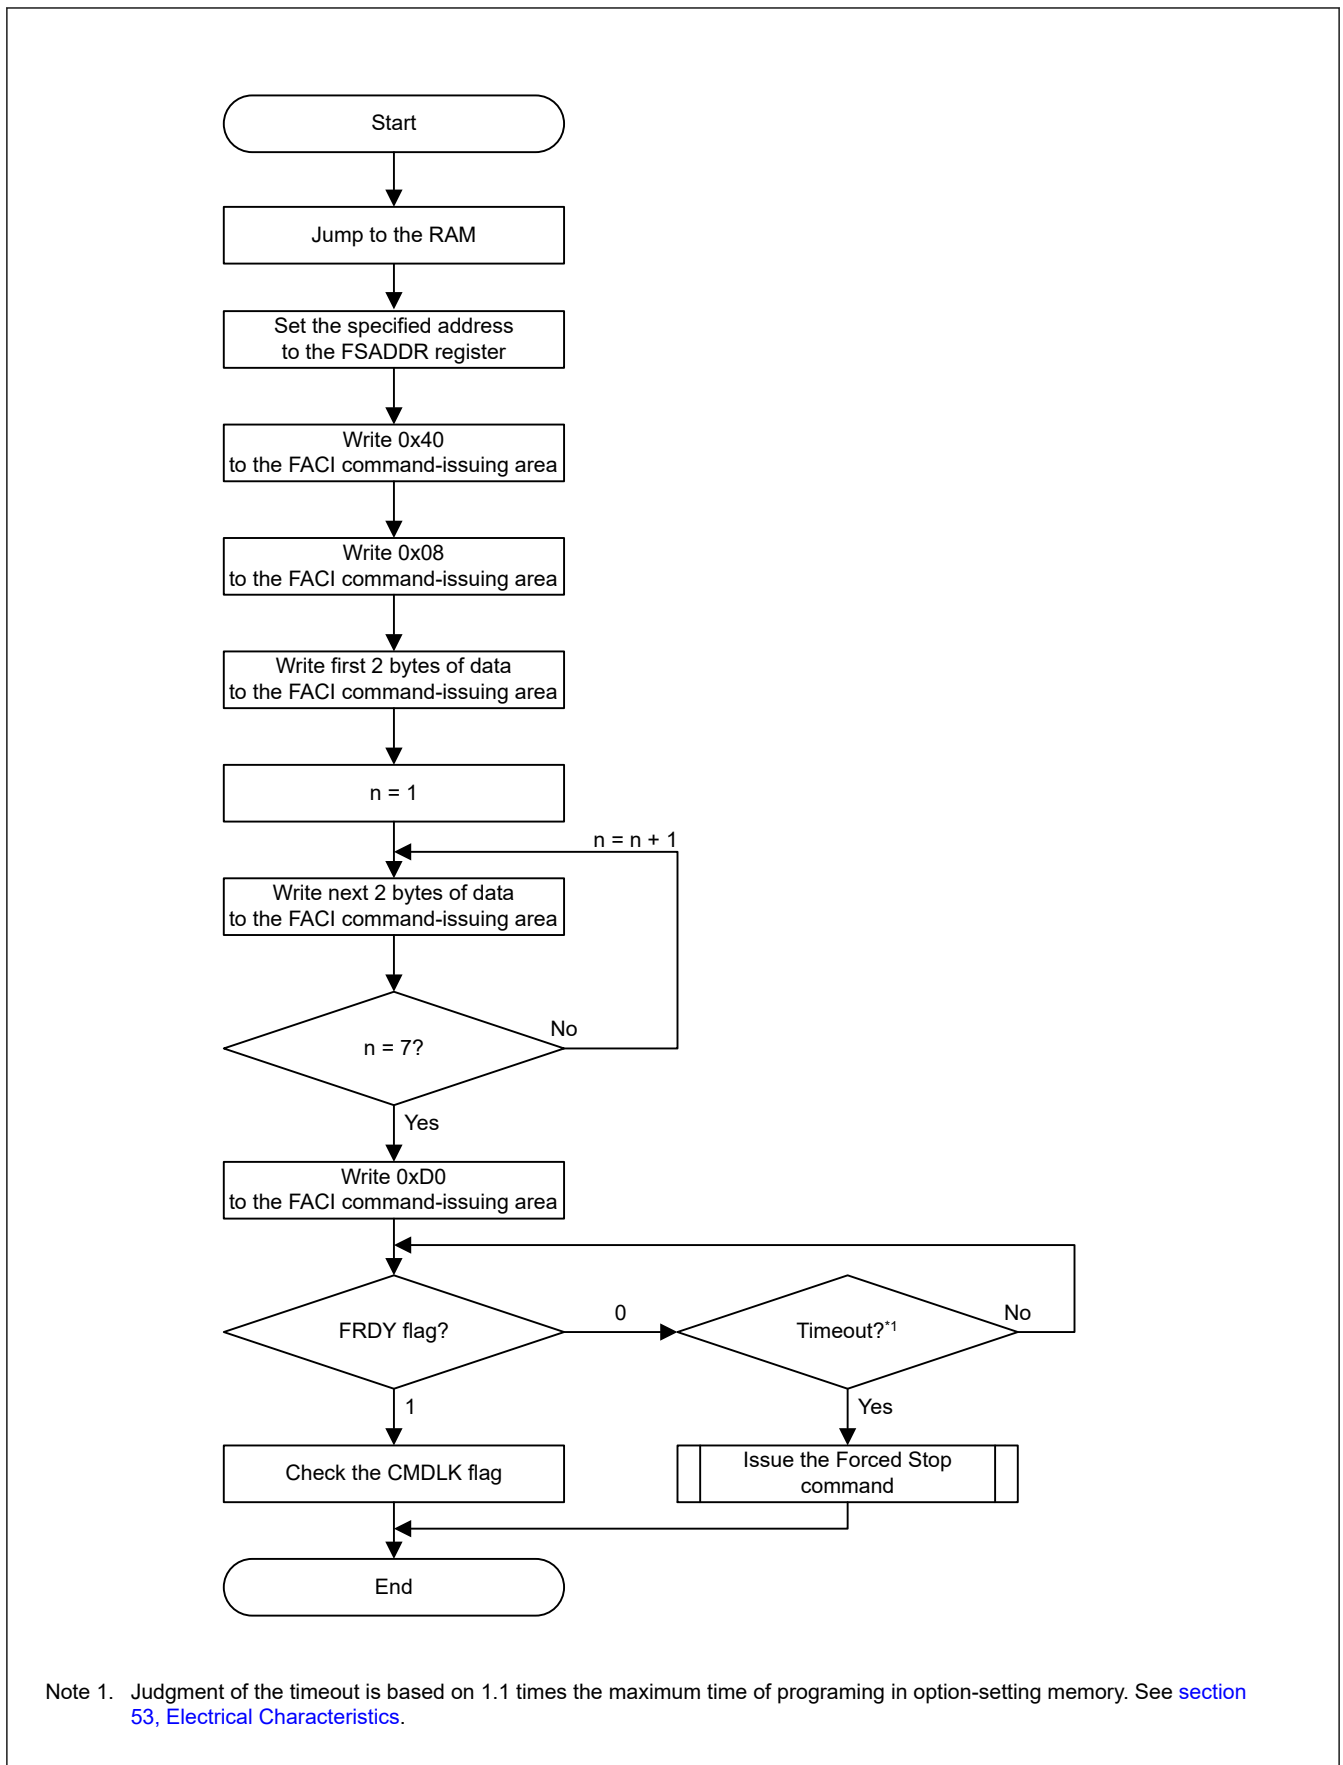 Start
Jump to the RAM
Set the specified address
to the FSADDR register
Write 0x40
to the FACI command-issuing area
Write 0x08
to the FACI command-issuing area
Write first 2 bytes of data
to the FACI command-issuing area
n = 1
n = n + 1
Write next 2 bytes of data
to the FACI command-issuing area
No
n = 7?
Yes
Write 0xD0
to the FACI command-issuing area
FRDY flag?
0
Timeout?*1
No
1
Yes
Check the CMDLK flag
Issue the Forced Stop
command
End
Note 1. Judgment of the timeout is based on 1.1 times the maximum time of programing in option-setting memory. See section
53, Electrical Characteristics.